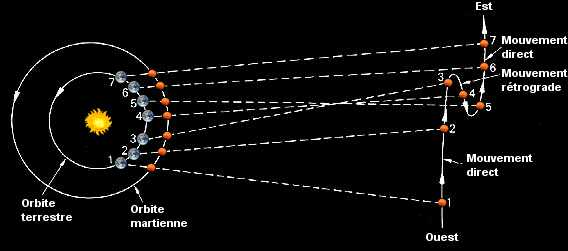 Est
7
Mouvement
direct
6
Mouvement
rétrograde
3
4
5
7
6
5
4
3
2
1
2
Mouvement
direct
1
Orbite
terrestre
Orbite
martienne
Ouest